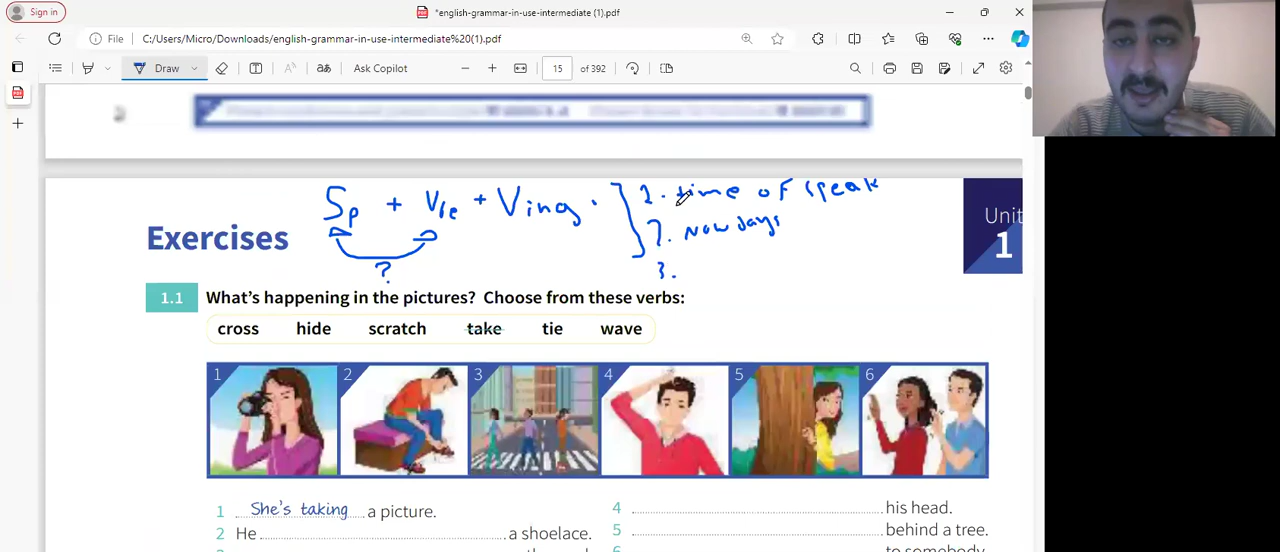 Sign in
*english-grammar-in-use-intermediate (1).pdf
File C:/Users/Micro/Downloads/english-grammar-in-use-intermediate%20(1).pdf
Draw Ask Copilot 15 of 392
Sp + Vbe + Ving . 1. time of speak
?
2. Now days
3.
Exercises
Unit
1
1.1 What's happening in the pictures? Choose from these verbs:
cross hide scratch take tie wave
1 2 3 4 5 6
1 She's taking a picture.
2 He a shoelace.
4 his head.
5 behind a tree.
to somebody